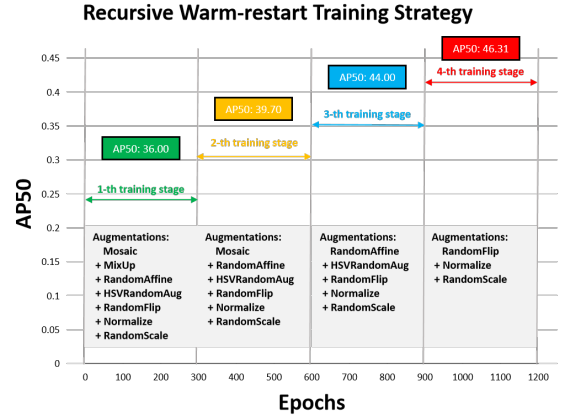 Recursive Warm-restart Training Strategy
AP50: 46.31
0.45
AP50: 44.00
4-th training stage
0.4
AP50: 39.70
3-th training stage
0.35
AP50: 36.00
2-th training stage
0.3
1-th training stage
0.25
AP50
0.2
Augmentations:
Mosaic
+ MixUp
+ RandomAffine
+ HSVRandomAug
+ RandomFlip
+ Normalize
+ RandomScale
Augmentations:
Mosaic
+ RandomAffine
+ HSVRandomAug
+ RandomFlip
+ Normalize
+ RandomScale
Augmentations:
RandomAffine
+ HSVRandomAug
+ RandomFlip
+ Normalize
+ RandomScale
Augmentations:
RandomFlip
+ Normalize
+ RandomScale
0.15
0.1
0.05
0
0 100 200 300 400 500 600 700 800 900 1000 1100 1200
Epochs